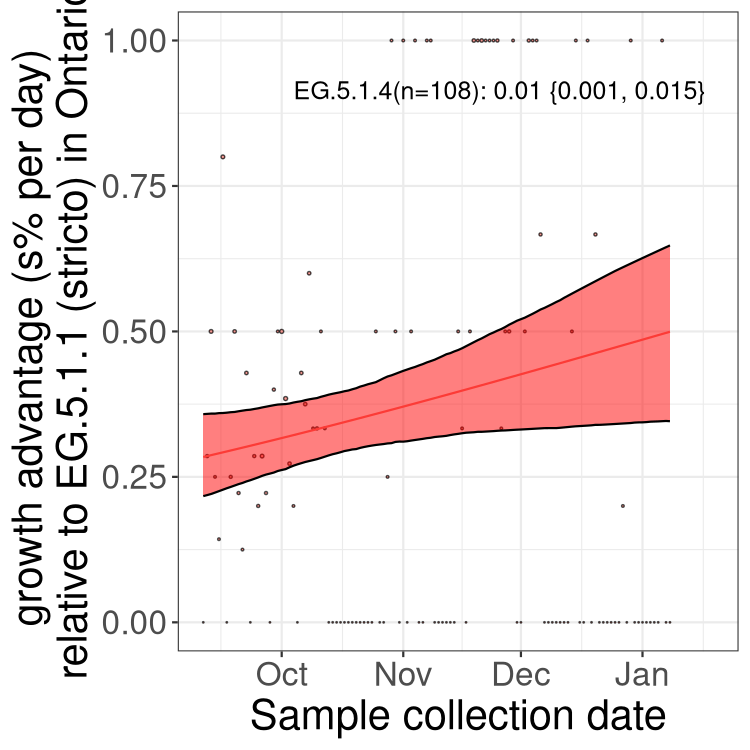 growth advantage (s% per day)
relative to EG.5.1.1 (stricto) in Ontario
1.00
0.75
0.50
0.25
0.00
EG.5.1.4(n=108): 0.01 {0.001, 0.015}
Oct Nov Dec Jan
Sample collection date